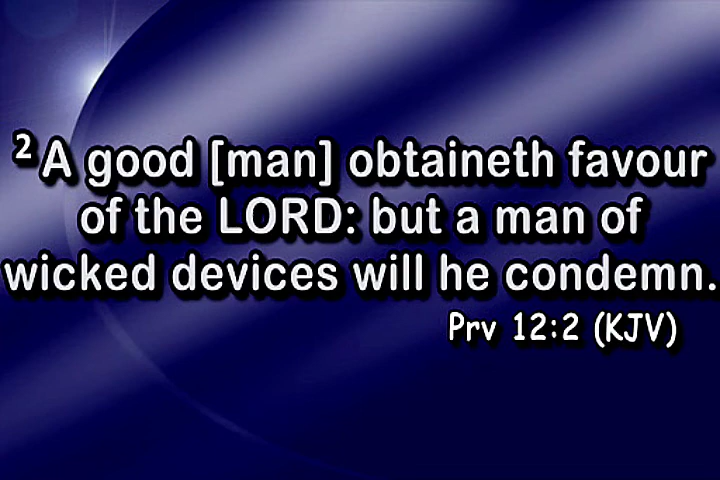 2 A good [man] obtaineth favour
of the LORD: but a man of
wicked devices will he condemn.
Prv 12:2 (KJV)